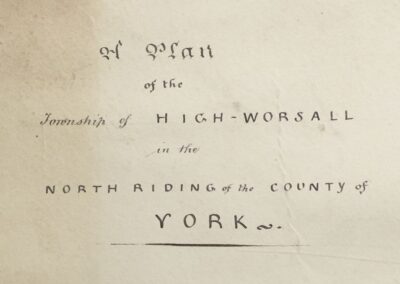 A Plan
of the
Township of HIGH-WORSALL
in the
NORTH RIDING of the COUNTY of
YORK ~.